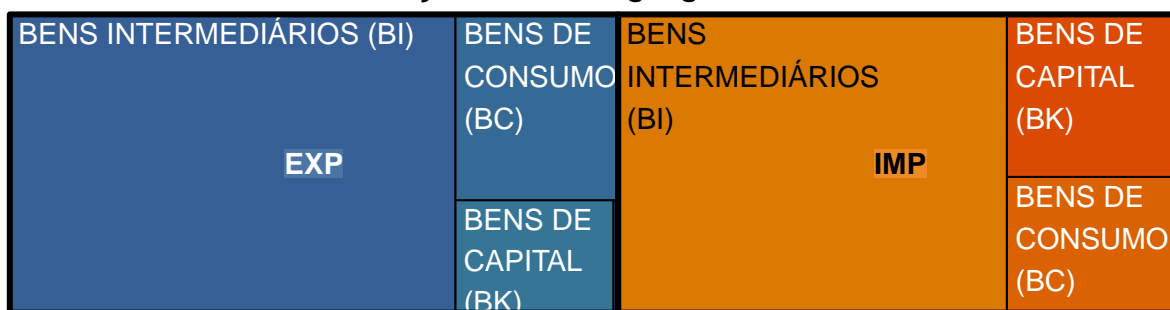 BENS INTERMEDIÁRIOS (BI)
EXP
BENS DE
CONSUMO
(BC)
BENS DE
CAPITAL
(BK)
BENS
INTERMEDIÁRIOS
(BI)
IMP
BENS DE
CAPITAL
(BK)
BENS DE
CONSUMO
(BC)